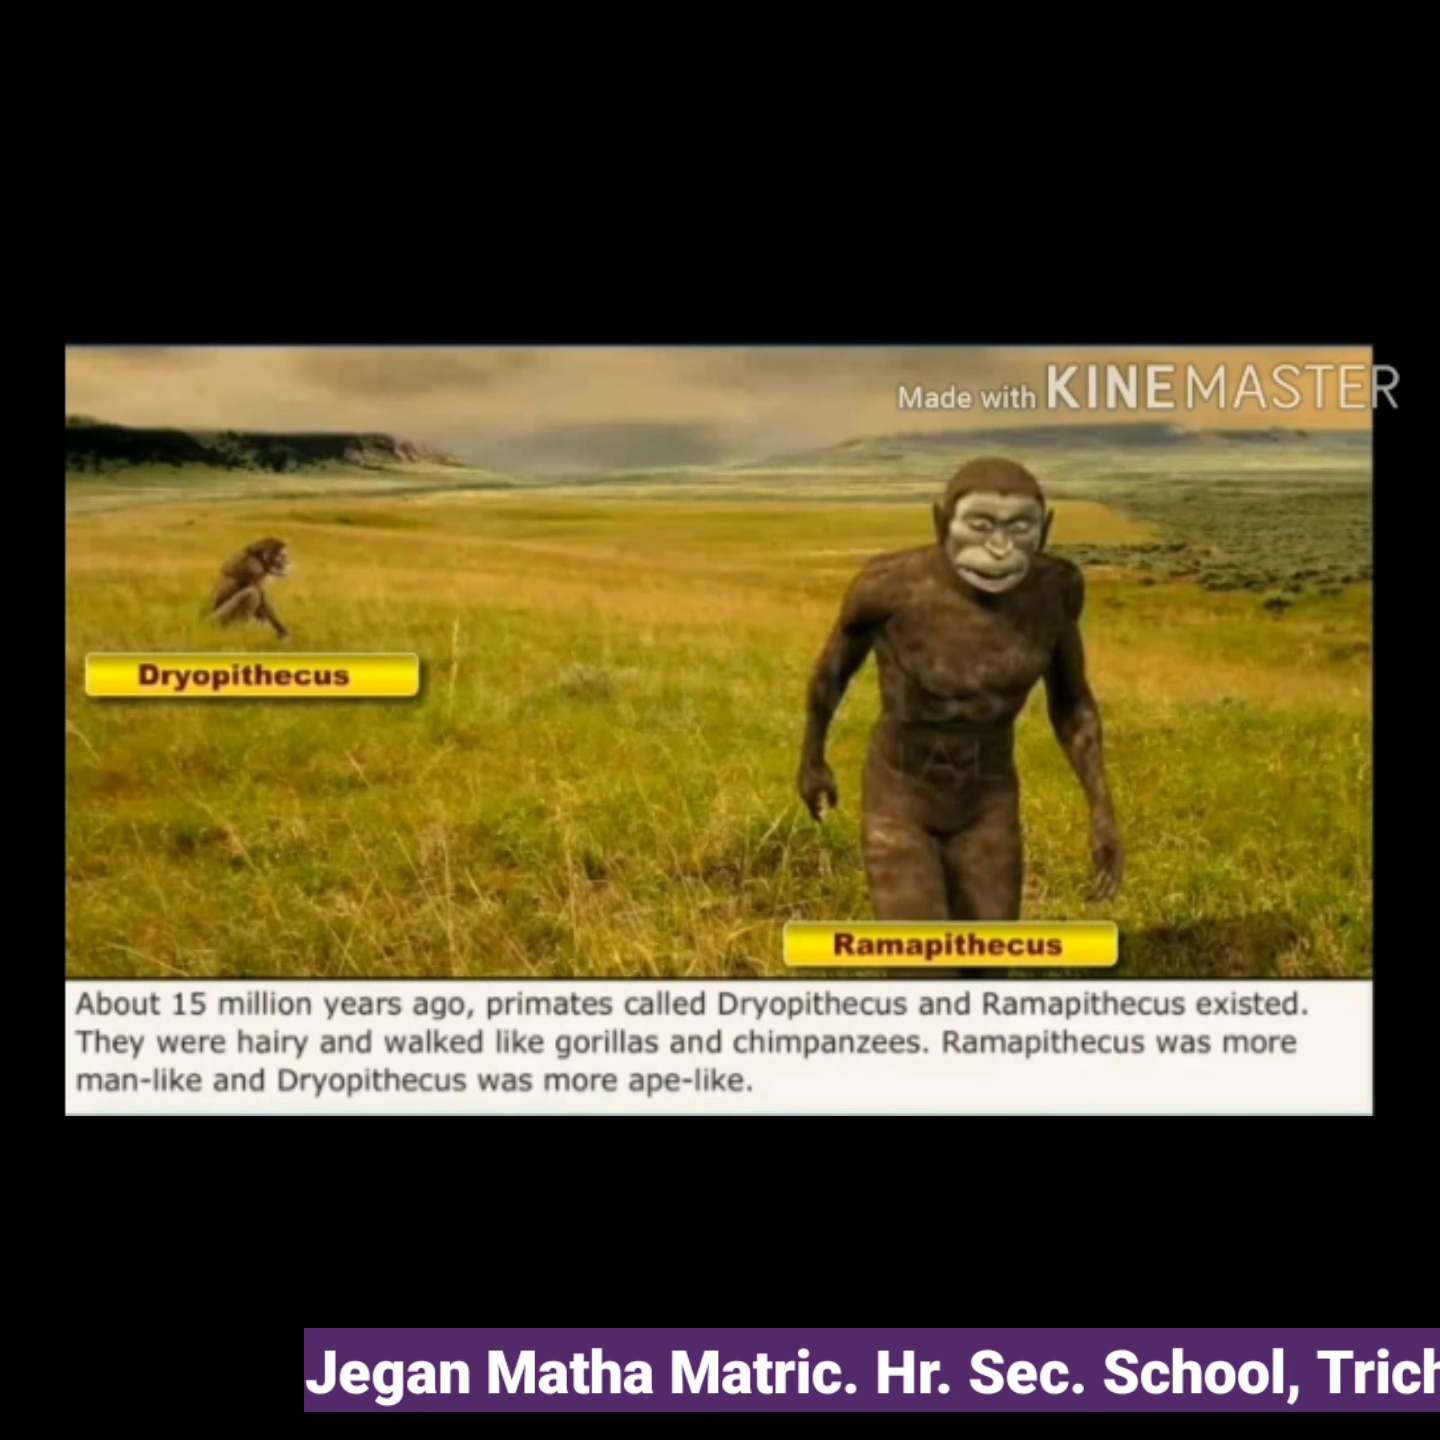 Made with KINEMASTER
Dryopithecus
Ramapithecus
About 15 million years ago, primates called Dryopithecus and Ramapithecus existed.
They were hairy and walked like gorillas and chimpanzees. Ramapithecus was more
man-like and Dryopithecus was more ape-like.
Jegan Matha Matric. Hr. Sec. School, Trich